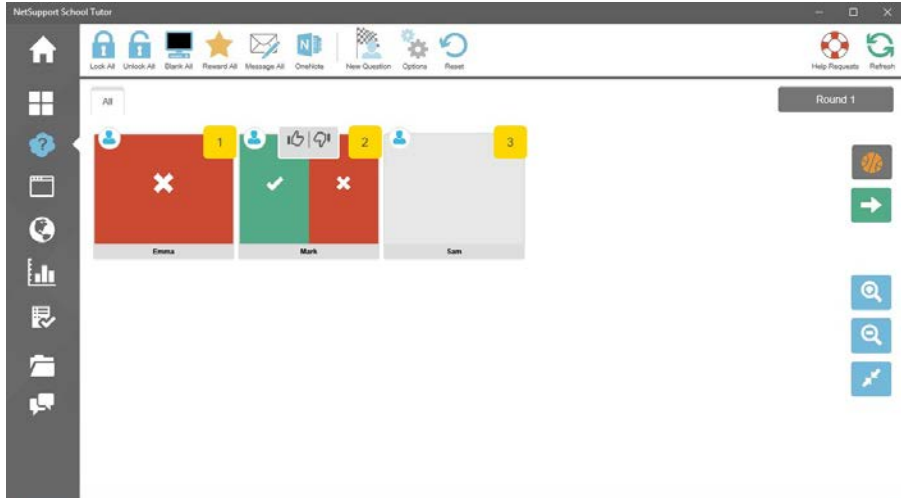 NetSupport School Tutor
Lock All Unlock All Blank All Reward All Message All OneNote New Question Options Reset Help Requests Refresh
All
Round 1
1 2 3
Emma Mark Sam